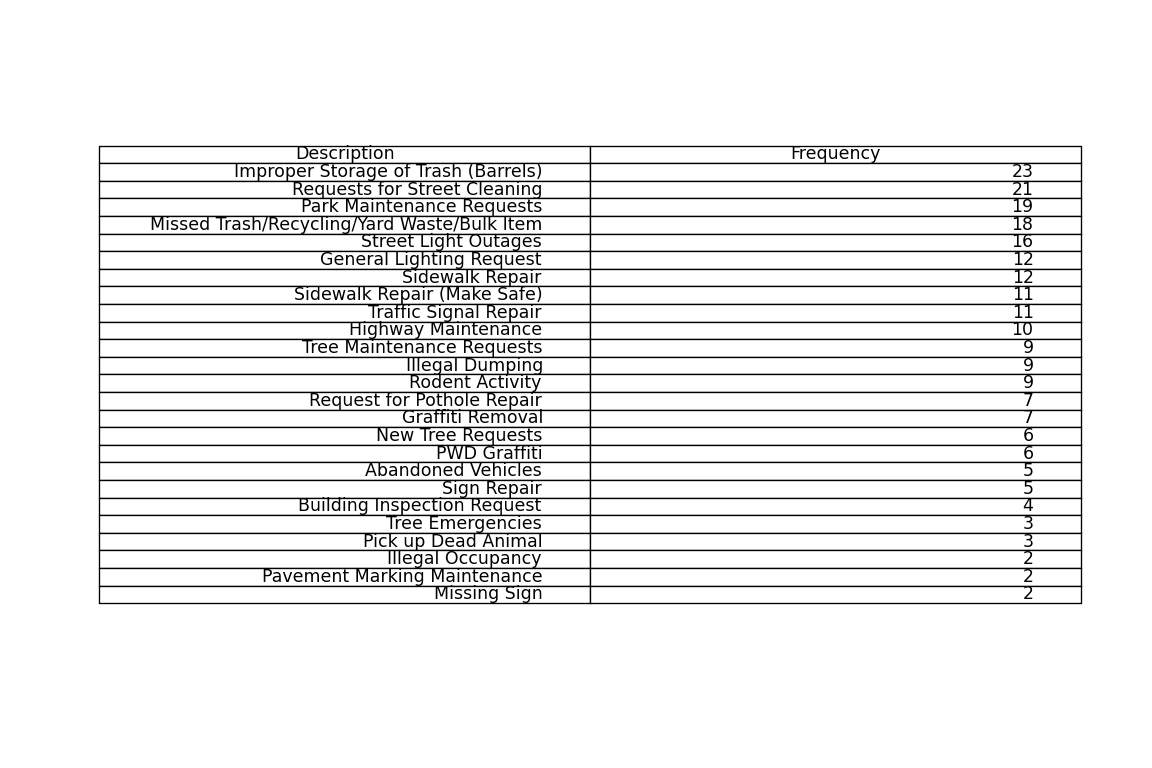 Description Frequency
Improper Storage of Trash (Barrels) 23
Requests for Street Cleaning 21
Park Maintenance Requests 19
Missed Trash/Recycling/Yard Waste/Bulk Item 18
Street Light Outages 16
General Lighting Request 12
Sidewalk Repair 12
Sidewalk Repair (Make Safe) 11
Traffic Signal Repair 11
Highway Maintenance 10
Tree Maintenance Requests 9
Illegal Dumping 9
Rodent Activity 9
Request for Pothole Repair 7
Graffiti Removal 7
New Tree Requests 6
PWD Graffiti 6
Abandoned Vehicles 5
Sign Repair 5
Building Inspection Request 4
Tree Emergencies 3
Pick up Dead Animal 3
Illegal Occupancy 2
Pavement Marking Maintenance 2
Missing Sign 2